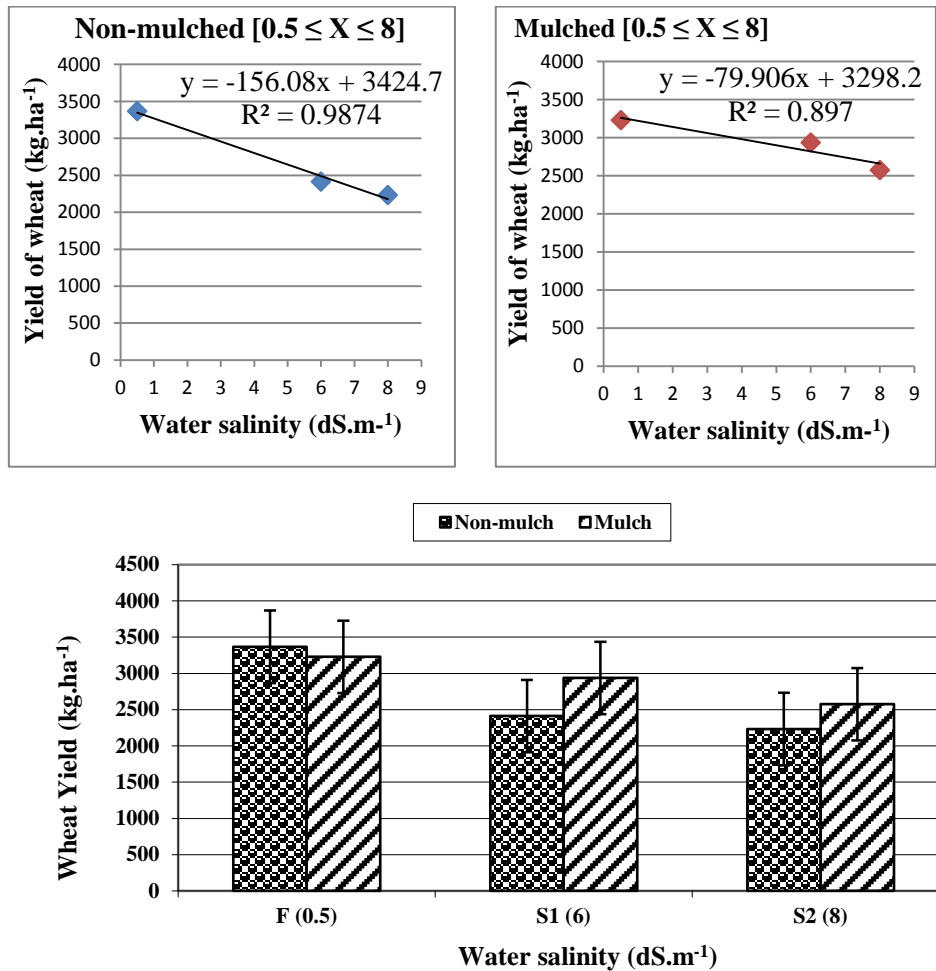 Non-mulched [0.5 ≤ X ≤ 8]
y = -156.08x + 3424.7
R² = 0.9874
4000
3500
3000
2500
2000
1500
1000
500
0
0 1 2 3 4 5 6 7 8 9
Yield of wheat (kg.ha⁻¹)
Water salinity (dS.m-¹)
Mulched [0.5 ≤ X ≤ 8]
y = -79.906x + 3298.2
R² = 0.897
4000
3500
3000
2500
2000
1500
1000
500
0
0 1 2 3 4 5 6 7 8 9
Yield of wheat (kg.ha⁻¹)
Water salinity (dS.m-¹)
Non-mulch Mulch
4500
4000
3500
3000
2500
2000
1500
1000
500
0
Wheat Yield (kg.ha⁻¹)
F (0.5) S1 (6) S2 (8)
Water salinity (dS.m⁻¹)